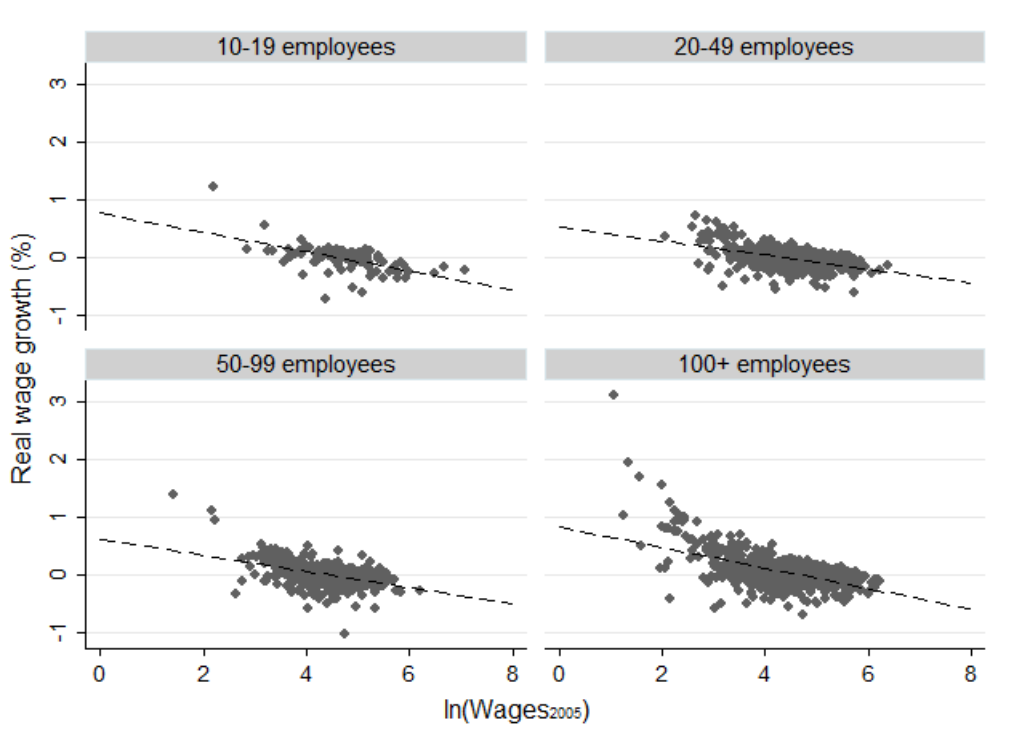 10-19 employees
20-49 employees
3
2
1
0
-1
50-99 employees
100+ employees
3
2
1
0
-1
0 2 4 6 8
0 2 4 6 8
Real wage growth (%)
ln(Wages2005)